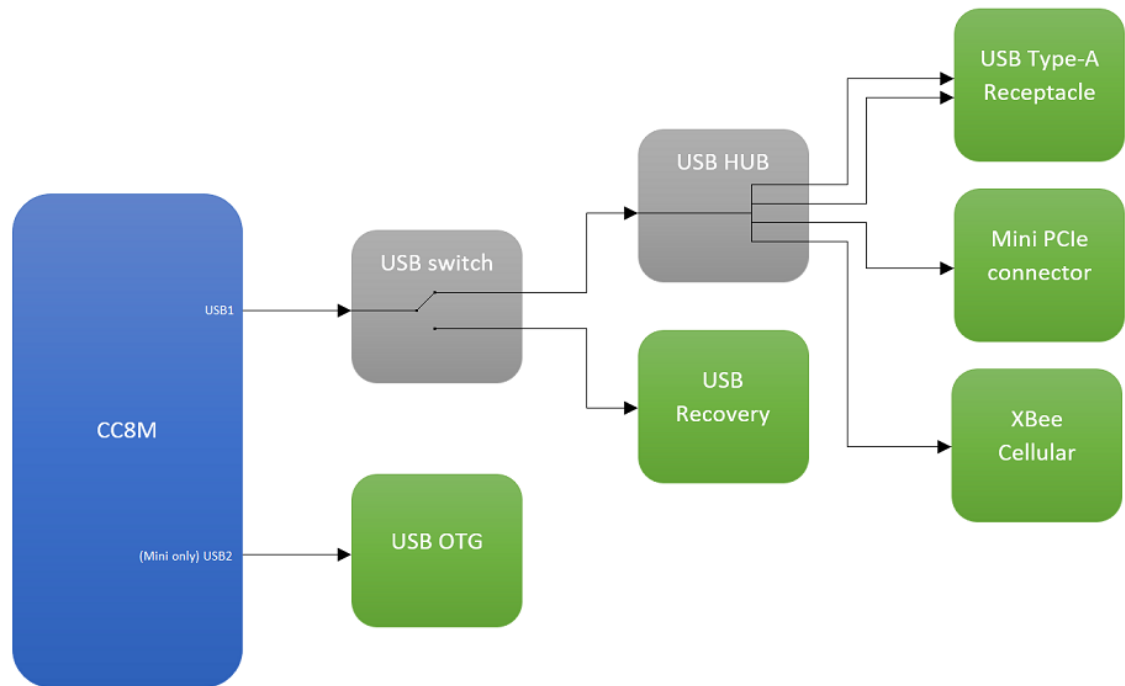 USB Type-A
Receptacle
USB HUB
Mini PCIe
connector
USB switch
USB1
USB
Recovery
XBee
Cellular
CC8M
USB OTG
(Mini only) USB2